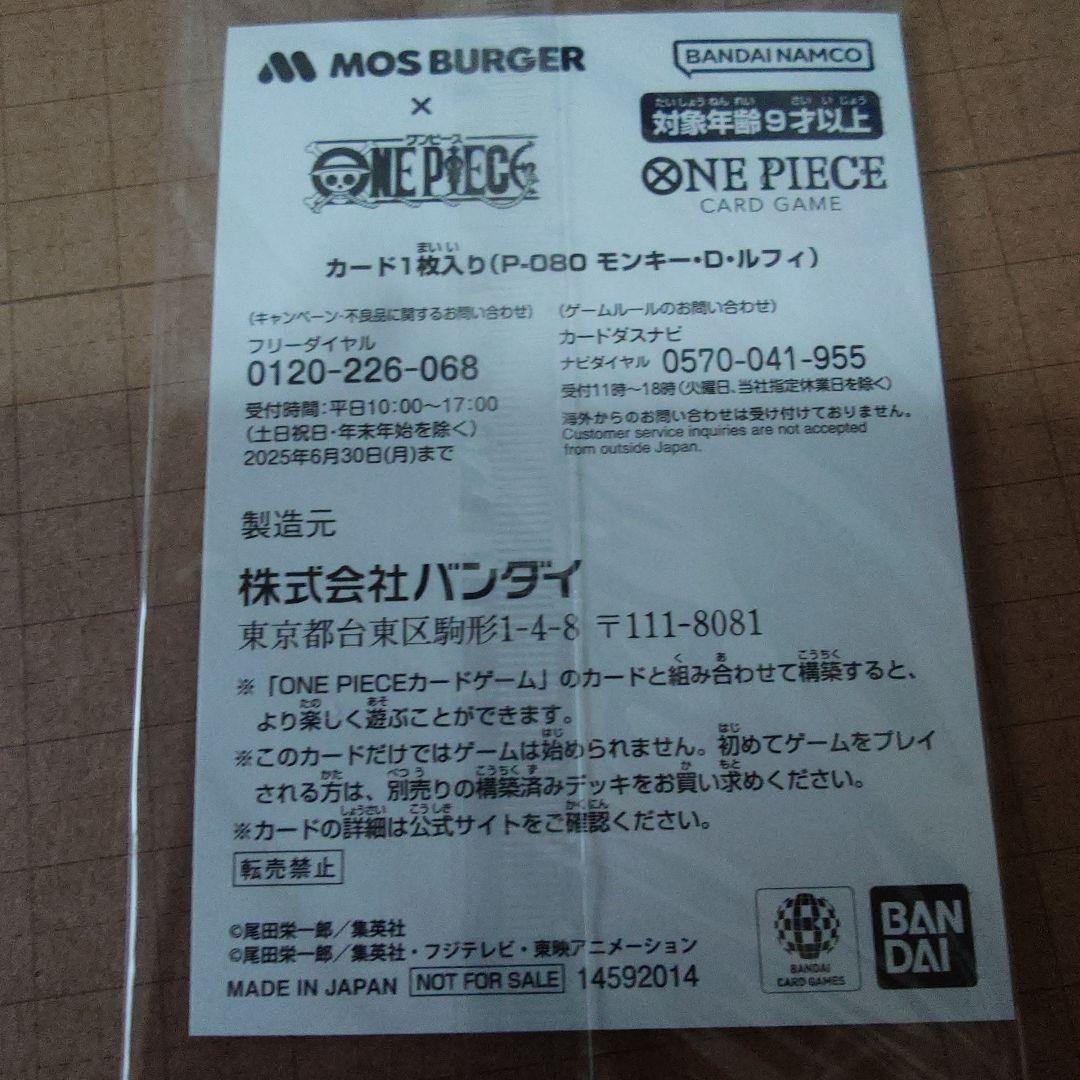 MOS BURGER
×
ワンピース
ONE PIECE
BANDAI NAMCO
だいしょうねんれい さいいじょう
対象年齢9才以上
ONE PIECE
CARD GAME
まいい
カード1枚入り(P-080 モンキー・D・ルフィ)
(キャンペーン・不良品に関するお問い合わせ)
フリーダイヤル
0120-226-068
受付時間:平日10:00〜17:00
(土日祝日・年末年始を除く)
2025年6月30日(月)まで
(ゲームルールのお問い合わせ)
カードダスナビ
ナビダイヤル 0570-041-955
受付11時〜18時(火曜日、当社指定休業日を除く)
海外からのお問い合わせは受け付けておりません。
Customer service inquiries are not accepted
from outside Japan.
製造元
株式会社バンダイ
東京都台東区駒形1-4-8 〒111-8081
く あ こうちく
※「ONE PIECEカードゲーム」のカードと組み合わせて構築すると、
たの あそ
より楽しく遊ぶことができます。
はじ はじ
※このカードだけではゲームは始められません。初めてゲームをプレイ
かた べつう こうちくず か もと
される方は、別売りの構築済みデッキをお買い求めください。
しょうさい こうしき かくにん
※カードの詳細は公式サイトをご確認ください。
転売禁止
©尾田栄一郎/集英社
©尾田栄一郎/集英社・フジテレビ・東映アニメーション
MADE IN JAPAN NOT FOR SALE 14592014
BANDAI
CARD GAMES
BAN
DAI